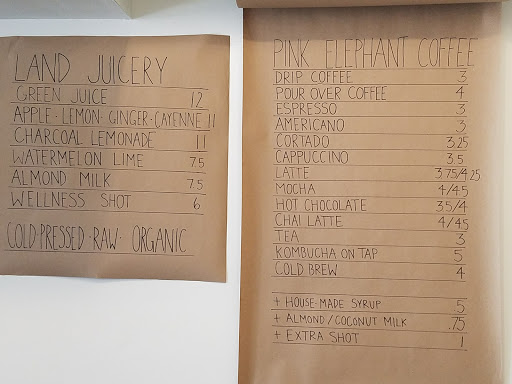 LAND JUICERY
GREEN JUICE 12
APPLE · LEMON · GINGER · CAYENNE 11
CHARCOAL LEMONADE 11
WATERMELON LIME 7.5
ALMOND MILK 7.5
WELLNESS SHOT 6
COLD-PRESSED · RAW · ORGANIC
PINK ELEPHANT COFFEE
DRIP COFFEE 3
POUR OVER COFFEE 4
ESPRESSO 3
AMERICANO 3
CORTADO 3.25
CAPPUCCINO 3.5
LATTE 3.75/4.25
MOCHA 4/4.5
HOT CHOCOLATE 3.5/4
CHAI LATTE 4/4.5
TEA 3
KOMBUCHA ON TAP 5
COLD BREW 4
+ HOUSE-MADE SYRUP .5
+ ALMOND/COCONUT MILK .75
+ EXTRA SHOT 1